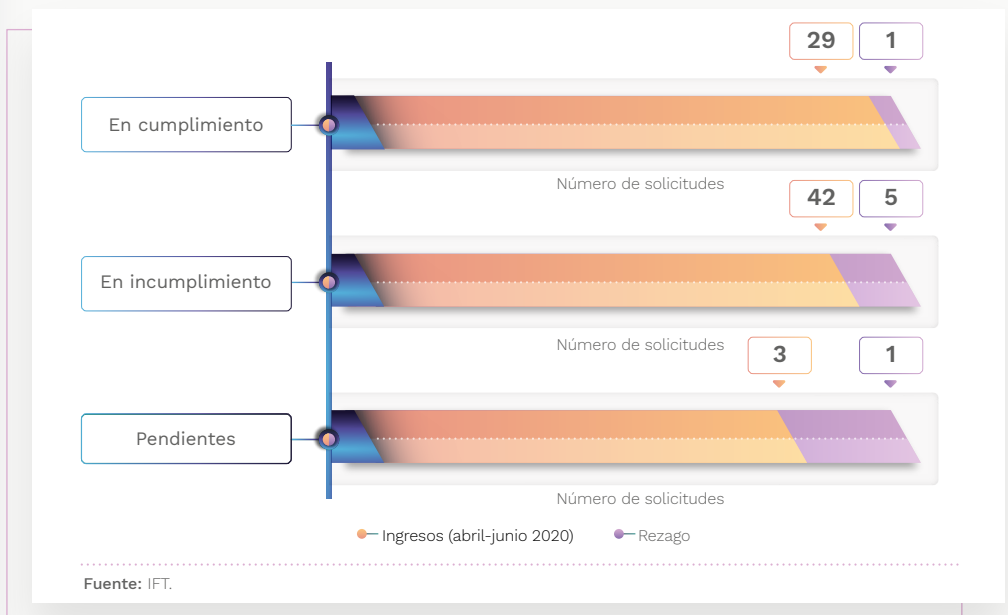 29 1
En cumplimiento
Número de solicitudes
42 5
En incumplimiento
Número de solicitudes
3 1
Pendientes
Número de solicitudes
Ingresos (abril-junio 2020) Rezago
Fuente: IFT.